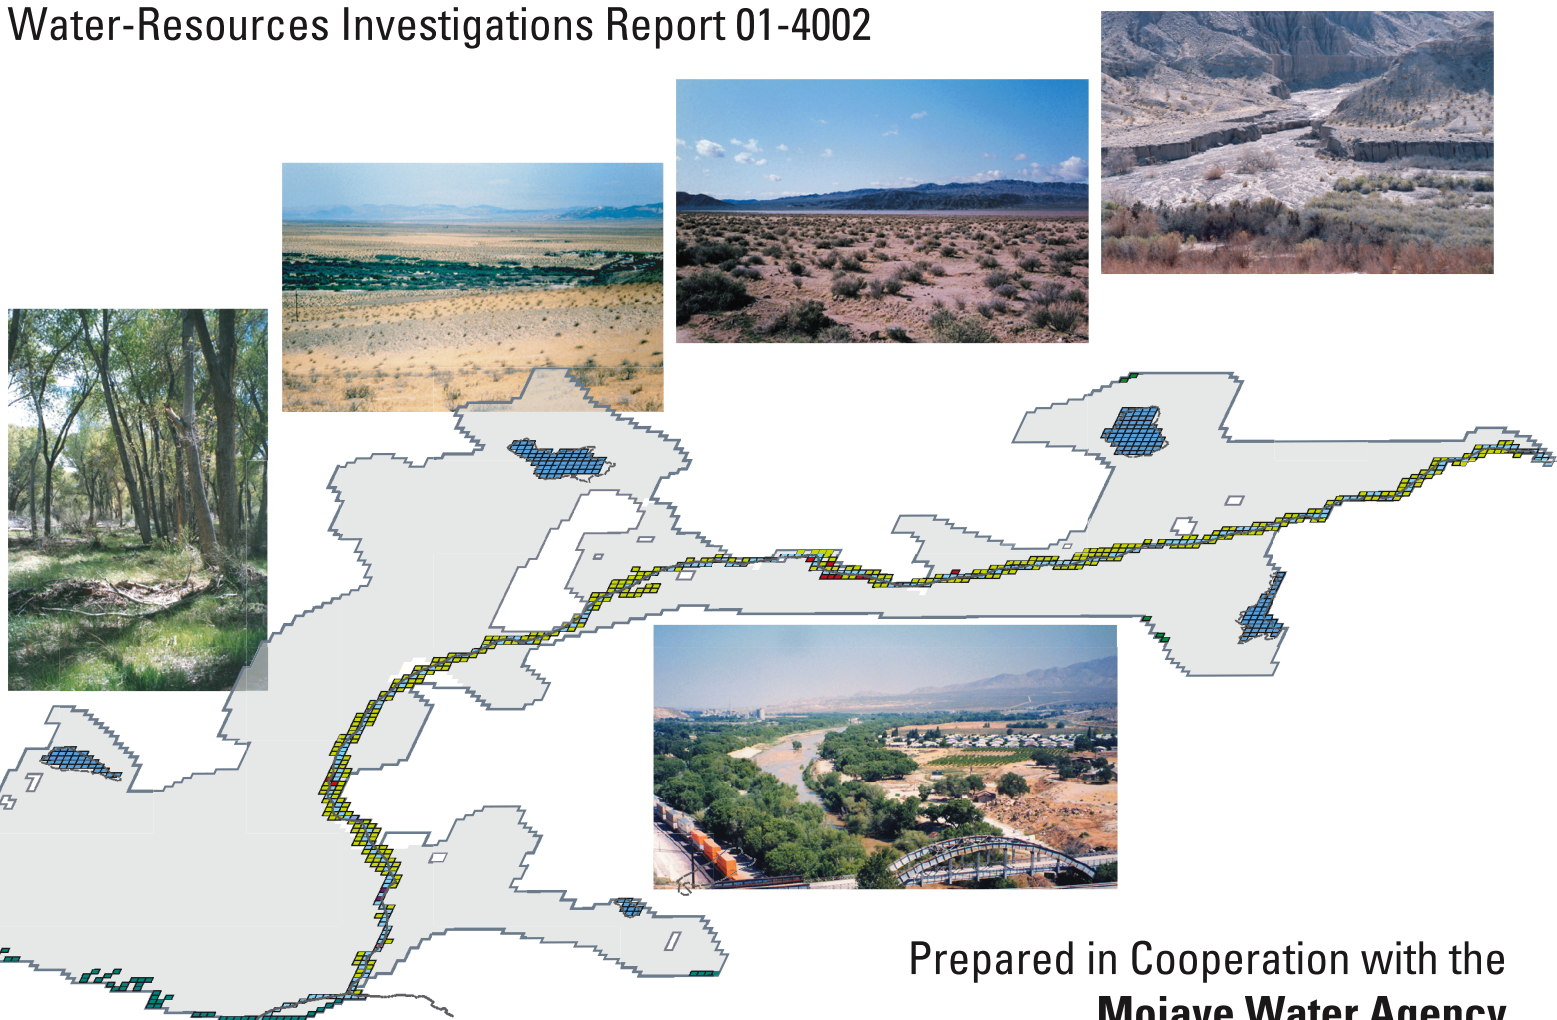 Water-Resources Investigations Report 01-4002
Prepared in Cooperation with the
Mojave Water Agency